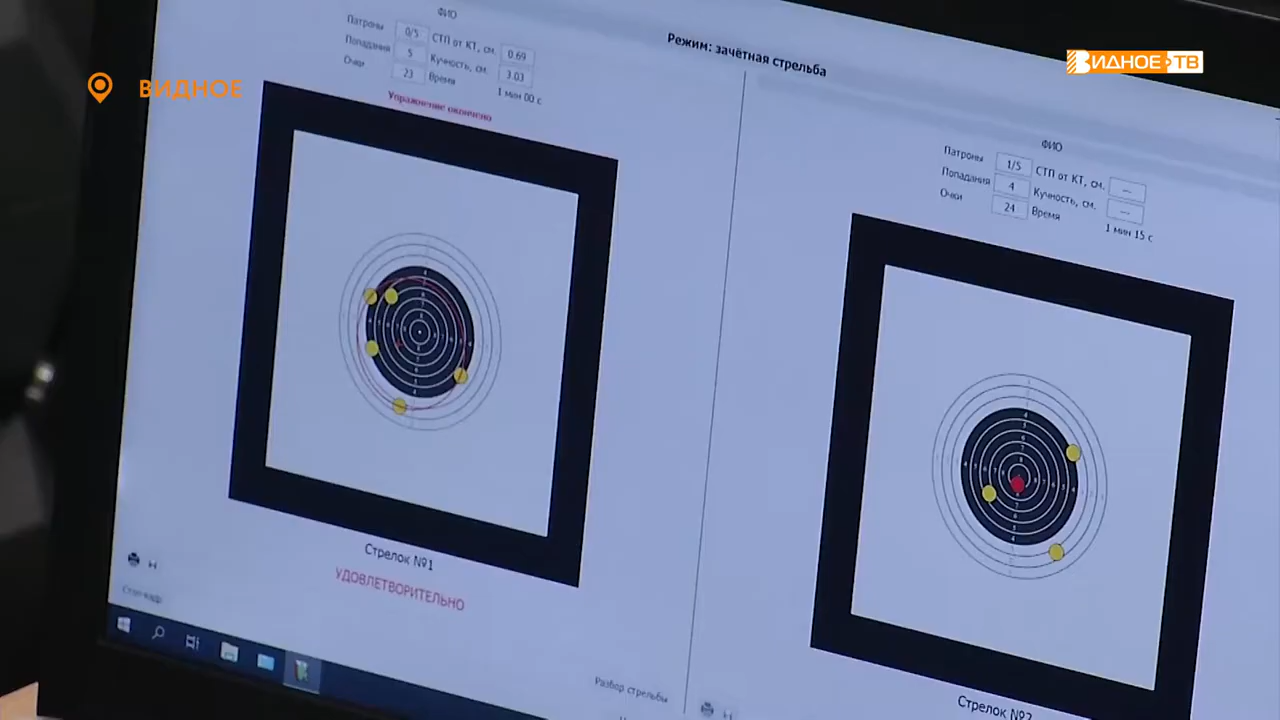 ВИДНОЕ
ВИДНОЕ ТВ
Режим: зачётная стрельба
ФИО
Патроны 0/5 СТП от КТ, см. 0.69
Попадания 5 Кучность, см. 3.03
Очки 23 Время 1 мин 00 с
Упражнение окончено
Стрелок №1
УДОВЛЕТВОРИТЕЛЬНО
Стоп-кадр
Разбор стрельбы
ФИО
Патроны 1/5 СТП от КТ, см. ---
Попадания 4 Кучность, см. ---
Очки 24 Время 1 мин 15 с
Стрелок №2